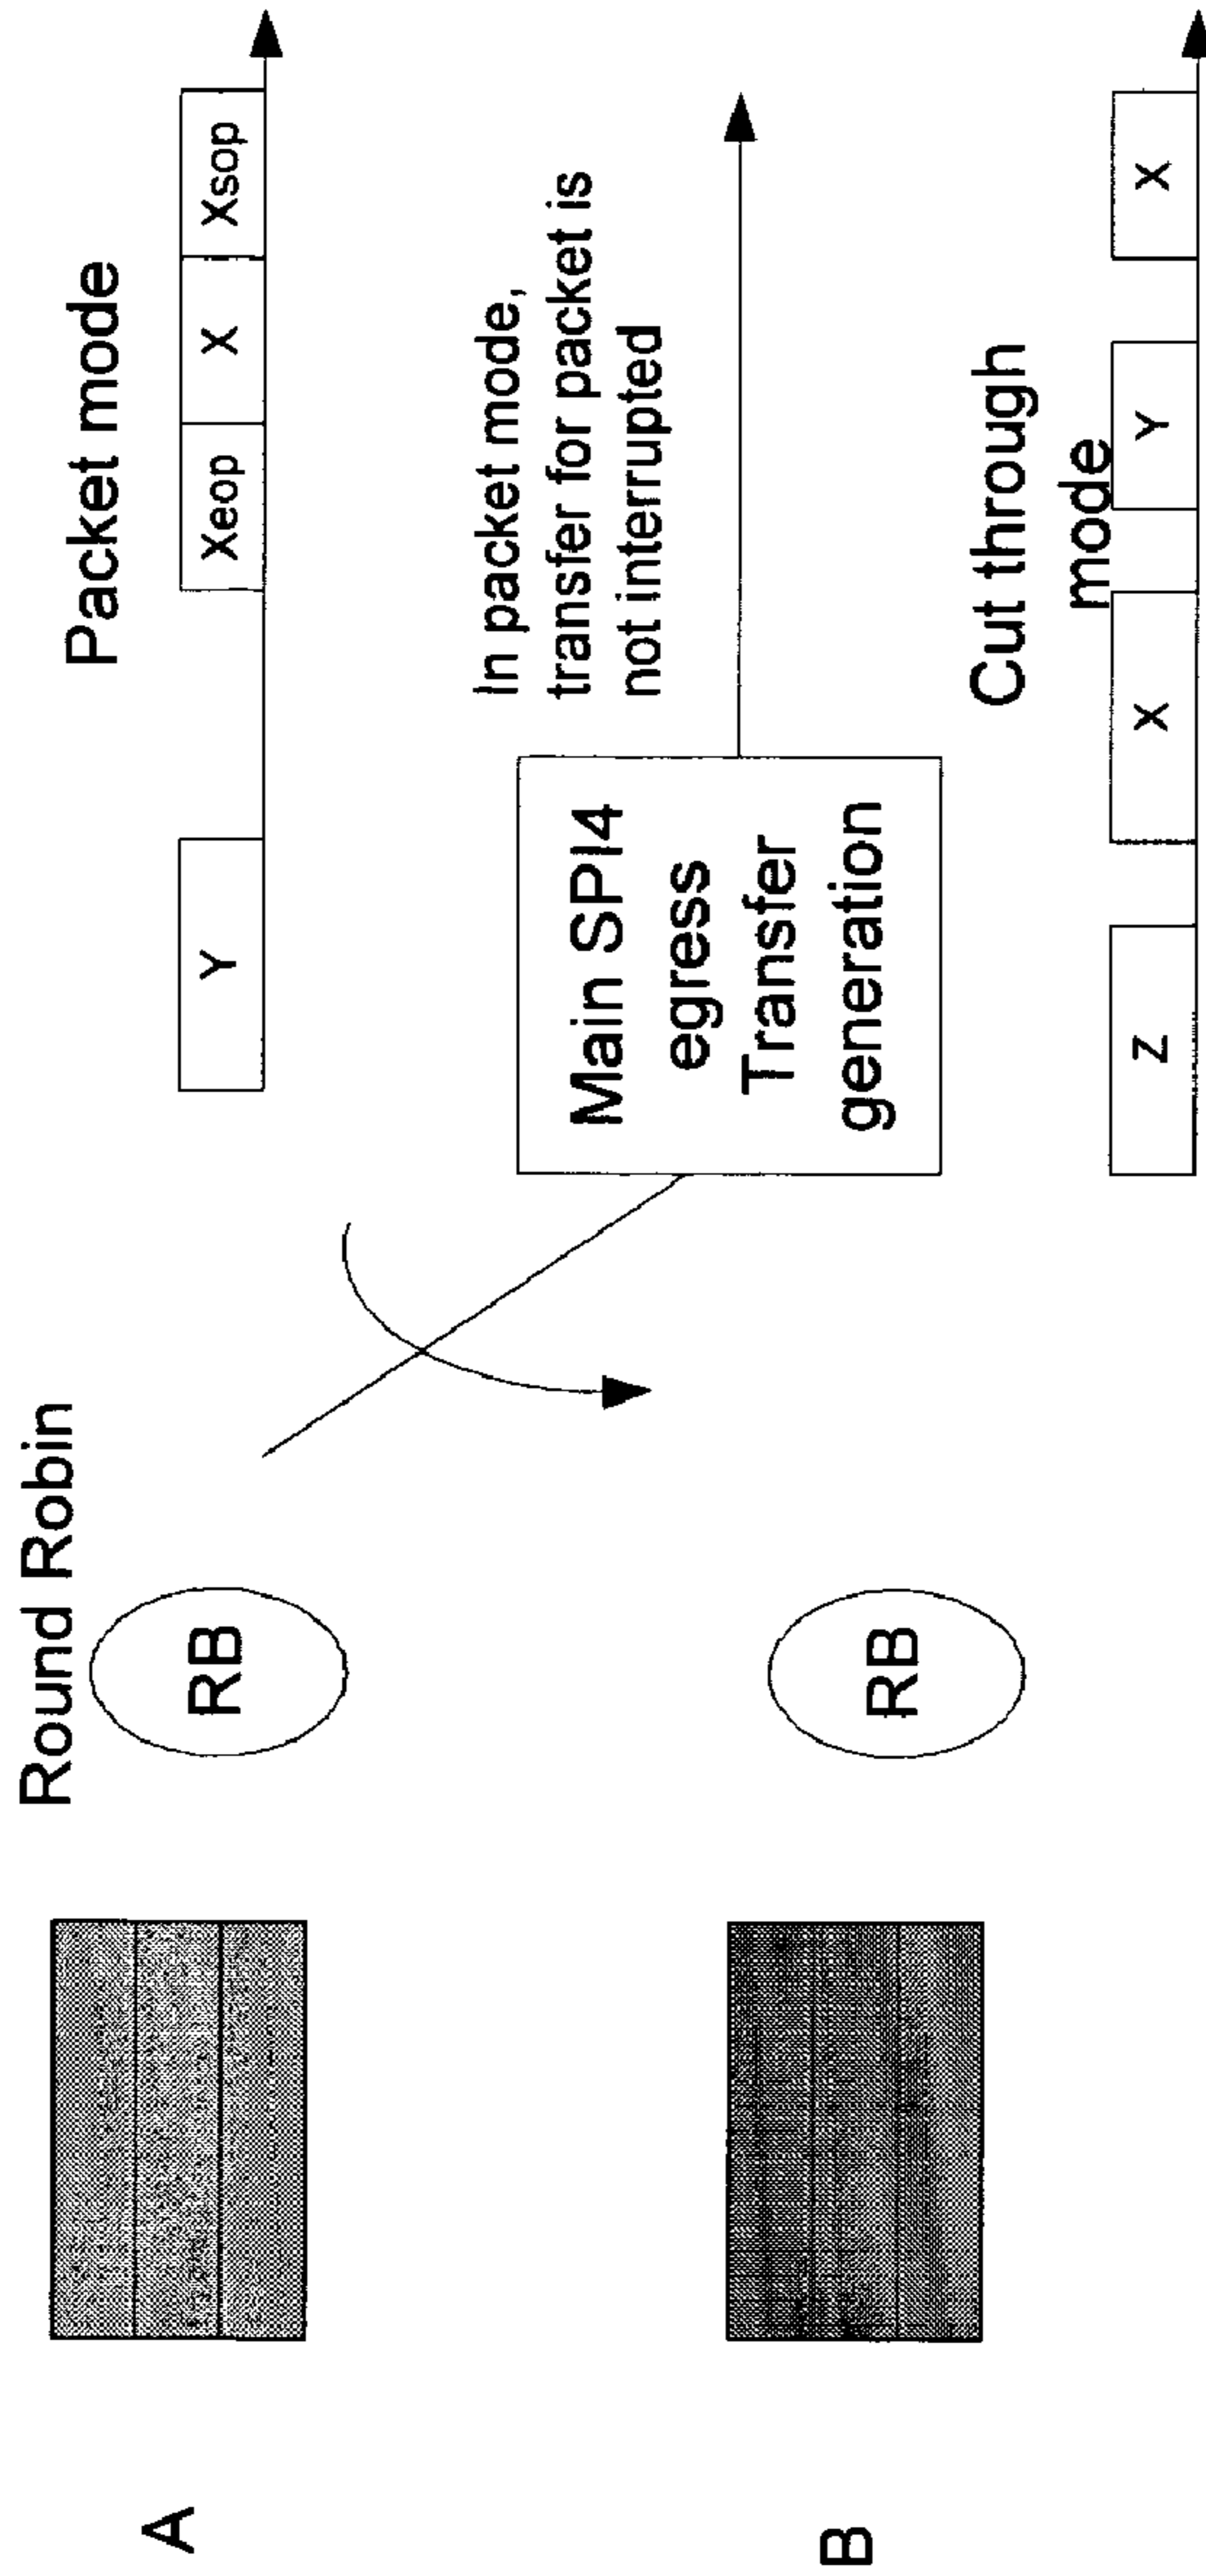 Round Robin
Packet mode
A
RB
Y
Xeop
X
Xsop
In packet mode,
transfer for packet is
not interrupted
Main SPI4
egress
Transfer
generation
B
RB
Cut through
mode
Z
X
Y
X